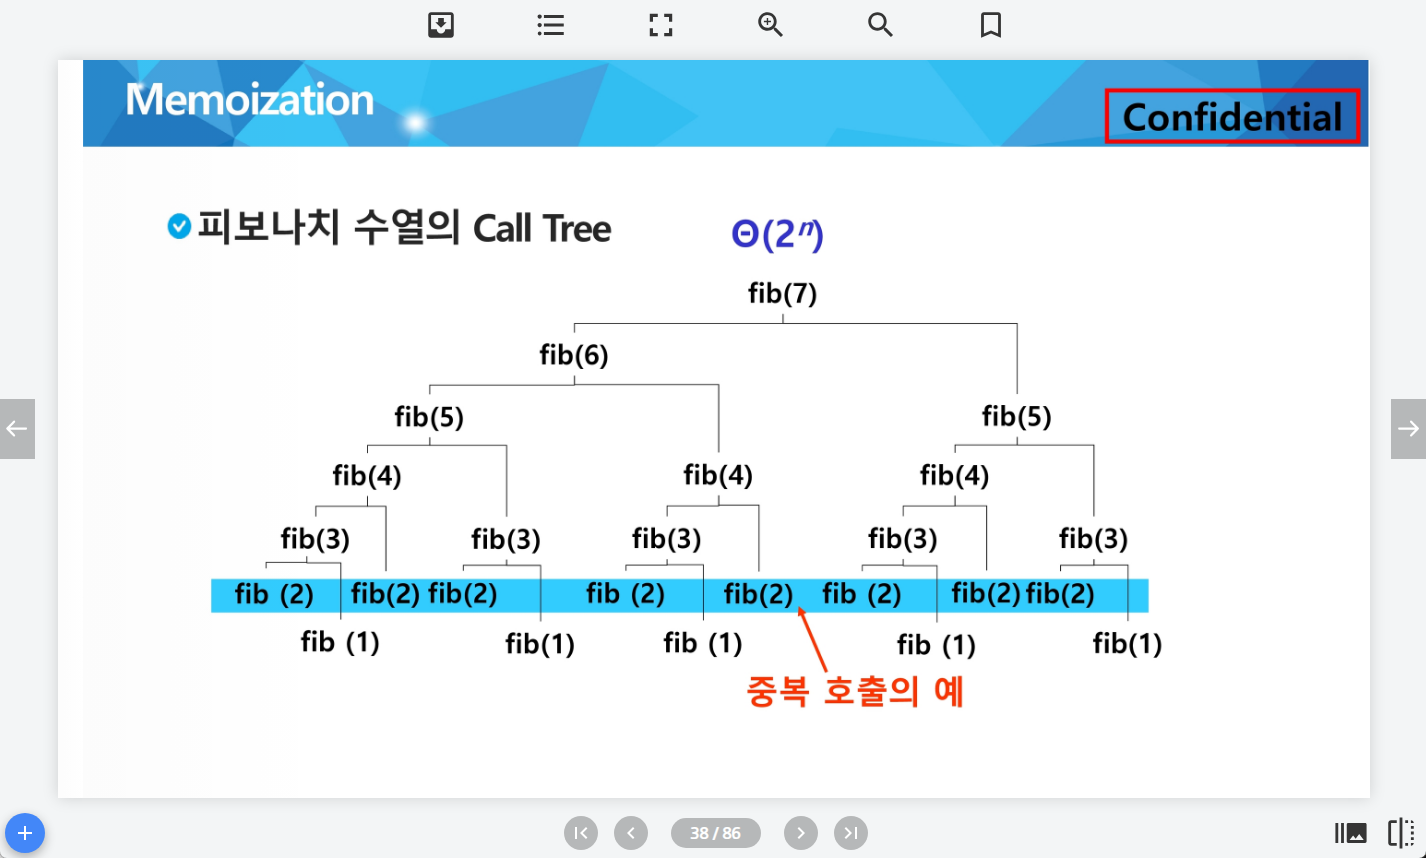 Memoization
Confidential
피보나치 수열의 Call Tree
Θ(2ⁿ)
fib(7)
fib(6)
fib(5) fib(5)
fib(4) fib(4) fib(4)
fib(3) fib(3) fib(3) fib(3) fib(3)
fib (2) fib(2) fib(2) fib (2) fib(2) fib (2) fib(2) fib(2)
fib (1) fib(1) fib (1) fib (1) fib(1)
중복 호출의 예
38 / 86